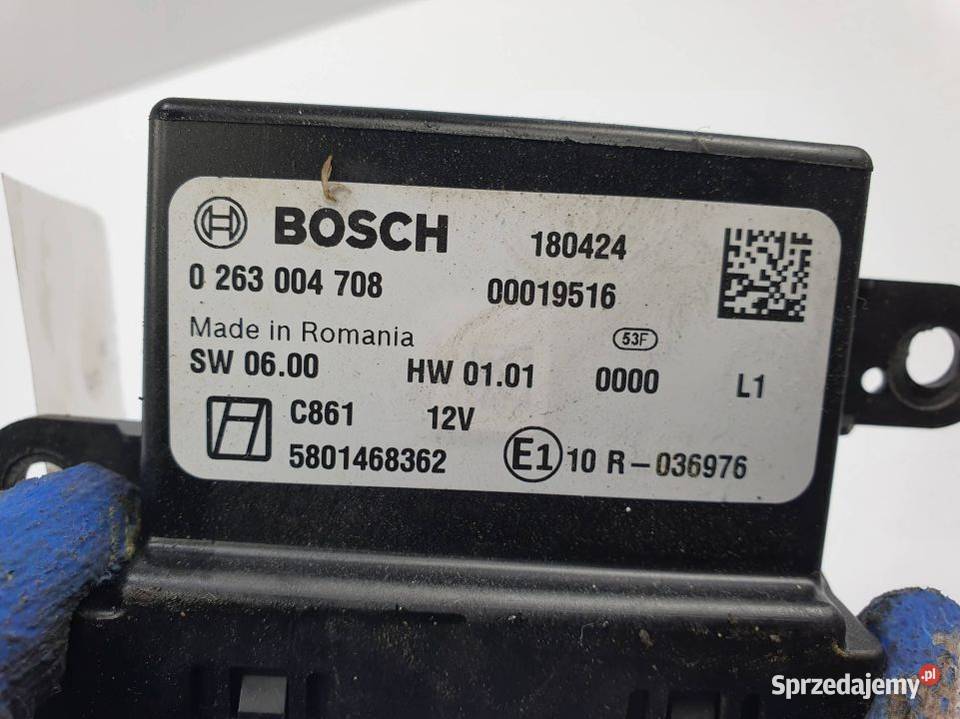 BOSCH 180424
0 263 004 708 00019516
Made in Romania 53F
SW 06.00 HW 01.01 0000 L1
C861 12V
5801468362 E1 10 R-036976
Sprzedajemy.pl